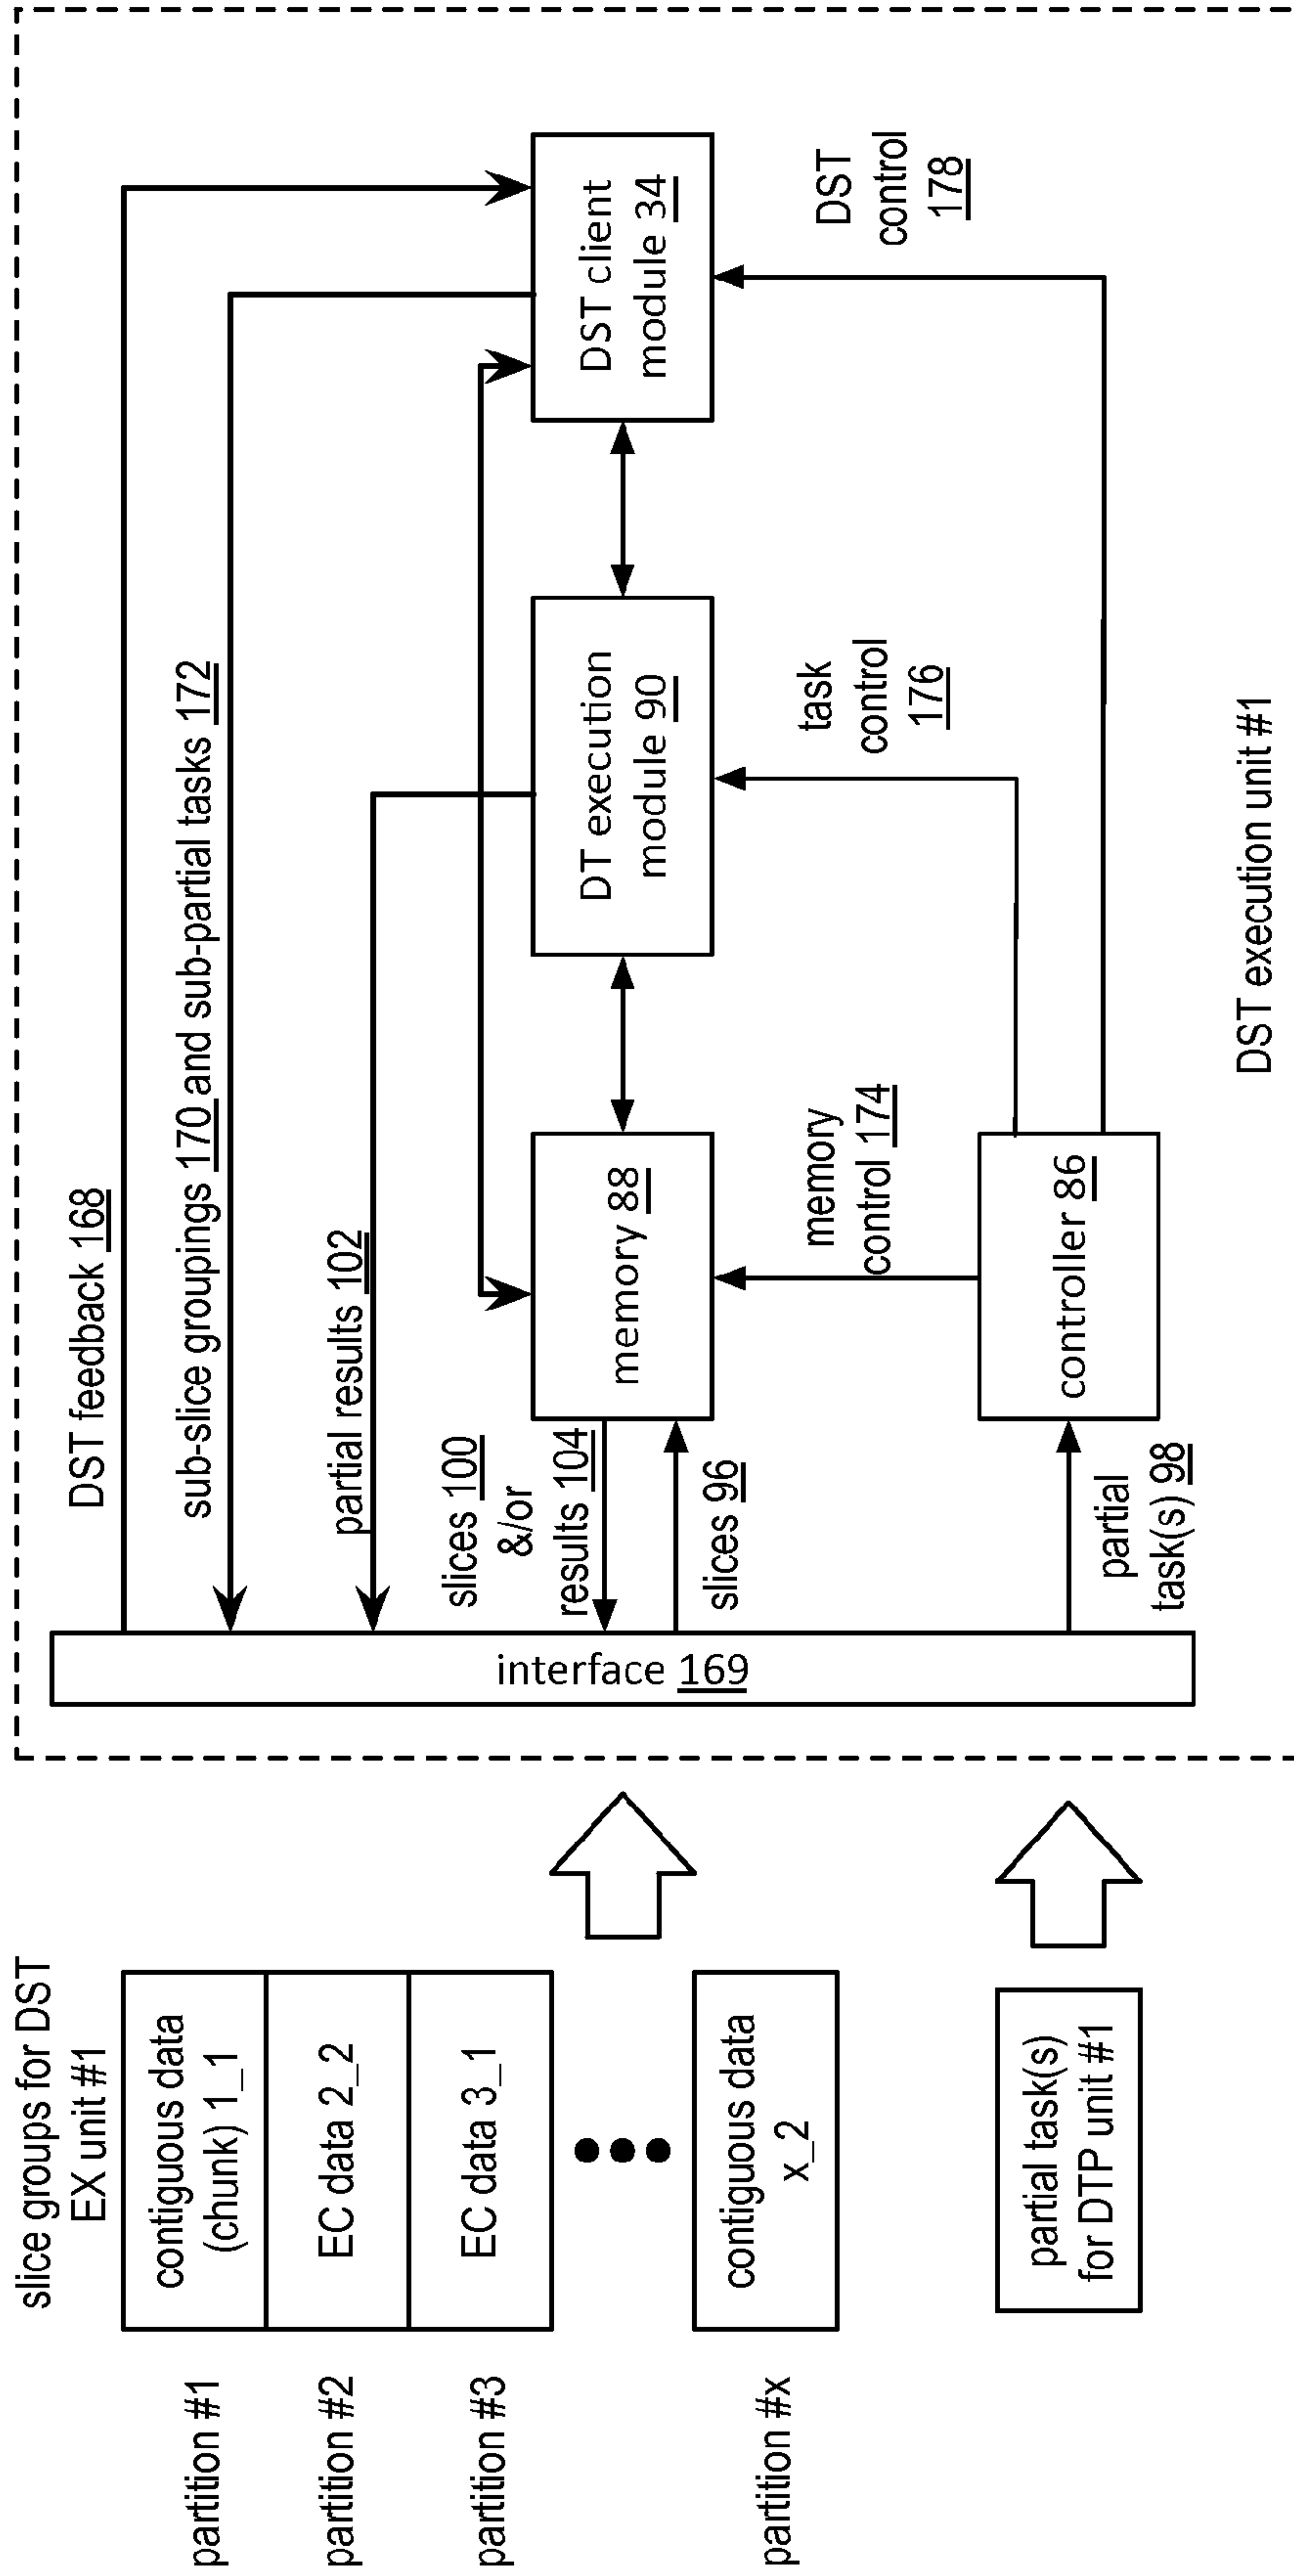 slice groups for DST
EX unit #1
partition #1
contiguous data
(chunk) 1_1
partition #2
EC data 2_2
partition #3
EC data 3_1
partition #x
contiguous data
x_2
partial task(s)
for DTP unit #1
interface 169
DST feedback 168
sub-slice groupings 170 and sub-partial tasks 172
partial results 102
slices 100
&/or
results 104
slices 96
partial
task(s) 98
memory 88
DT execution
module 90
DST client
module 34
memory
control 174
task
control
176
DST
control
178
controller 86
DST execution unit #1